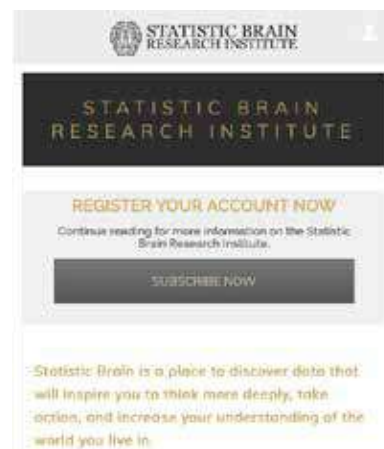 STATISTIC BRAIN
RESEARCH INSTITUTE
STATISTIC BRAIN
RESEARCH INSTITUTE
REGISTER YOUR ACCOUNT NOW
Continue reading for more information on the Statistic
Brain Research Institute.
SUBSCRIBE NOW
Statistic Brain is a place to discover data that
will inspire you to think more deeply, take
action, and increase your understanding of the
world you live in